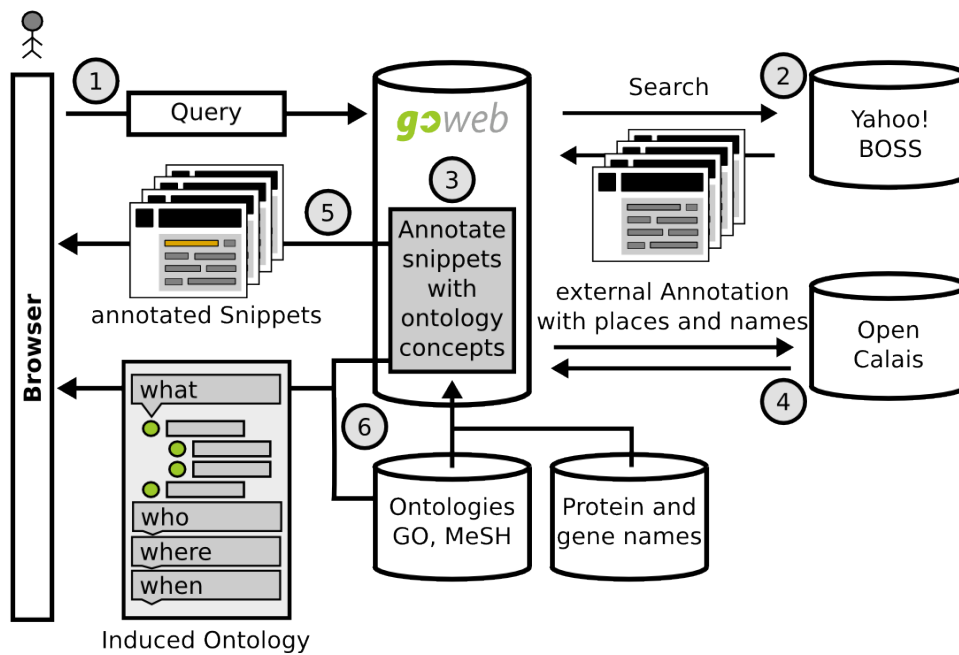 1
Query
goweb
Search
2
Yahoo!
BOSS
3
5
Annotate
snippets
with
ontology
concepts
annotated Snippets
external Annotation
with places and names
Open
Calais
4
Browser
what
who
where
when
Induced Ontology
6
Ontologies
GO, MeSH
Protein and
gene names